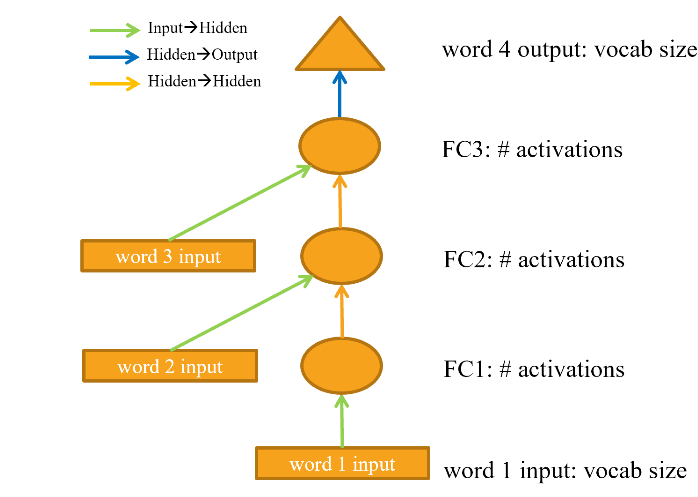 Input→Hidden
Hidden→Output
Hidden→Hidden
word 4 output: vocab size
FC3: # activations
word 3 input
FC2: # activations
word 2 input
FC1: # activations
word 1 input
word 1 input: vocab size